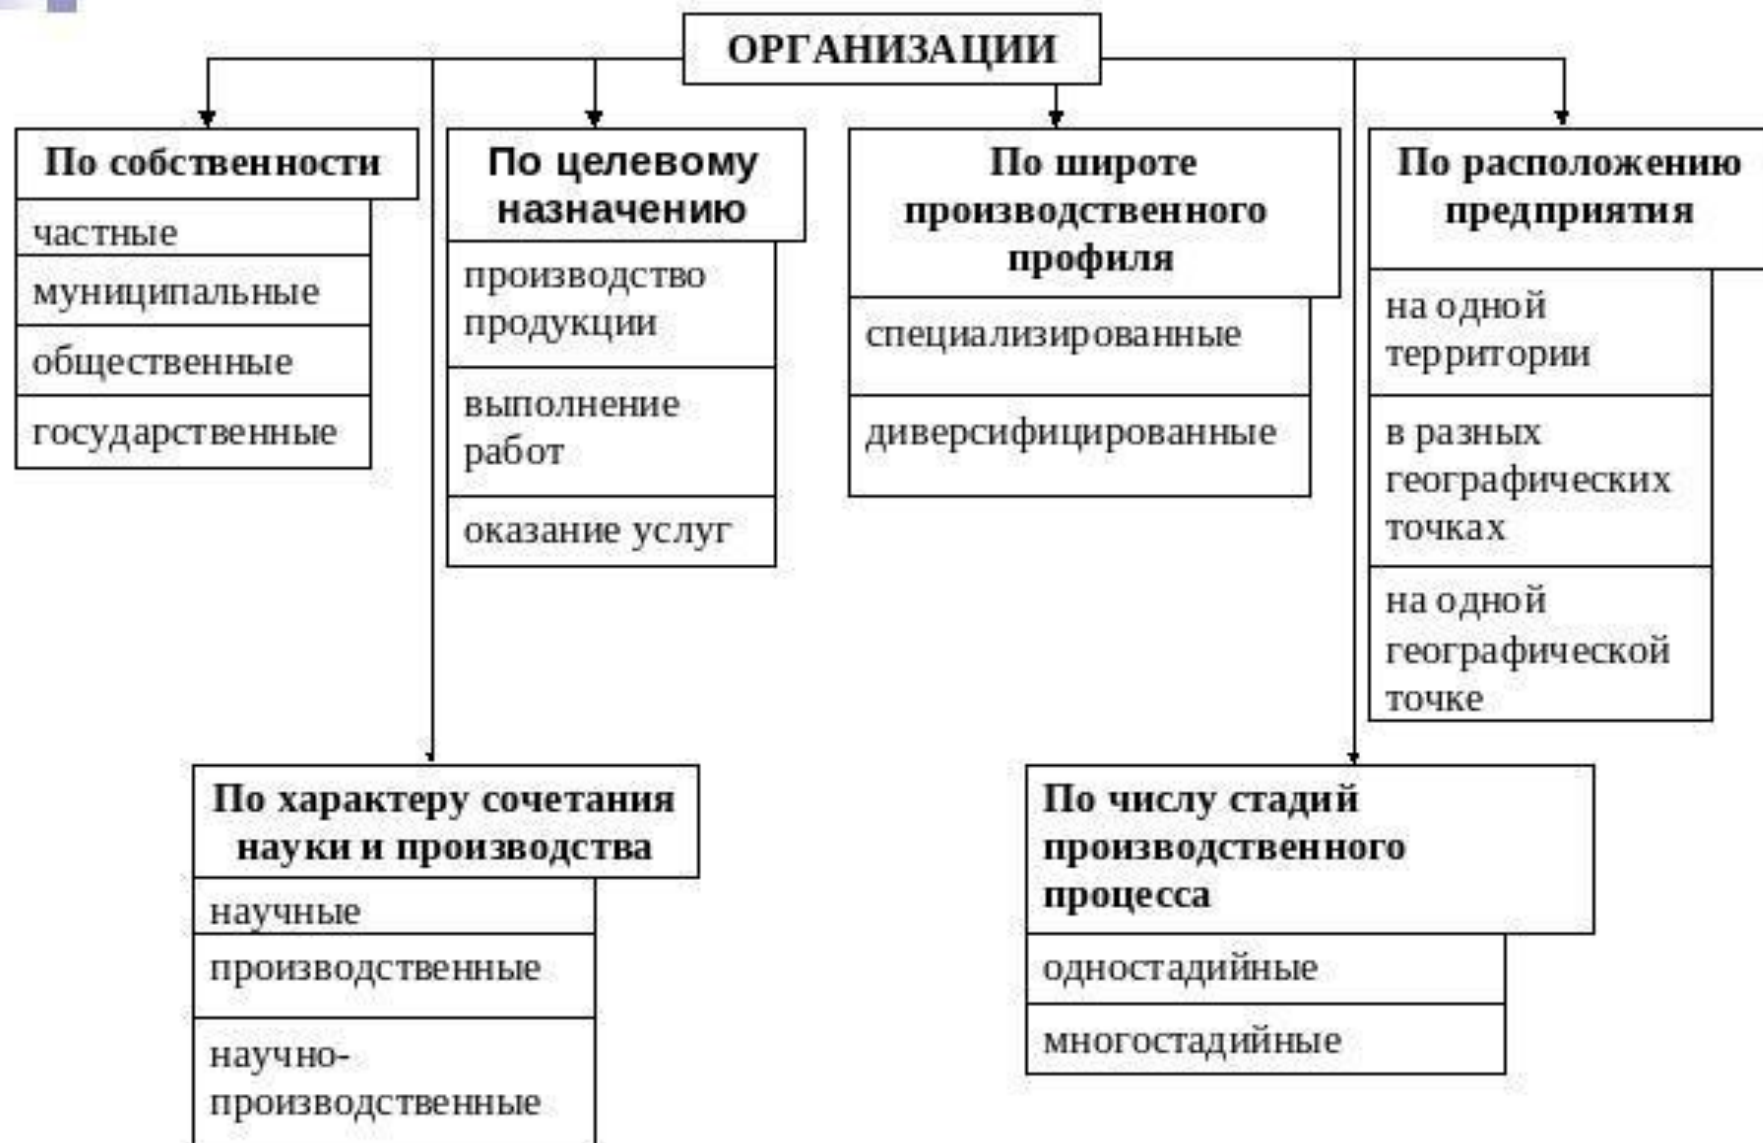 ОРГАНИЗАЦИИ
По собственности
частные
муниципальные
общественные
государственные
По целевому
назначению
производство
продукции
выполнение
работ
оказание услуг
По широте
производственного
профиля
специализированные
диверсифицированные
По расположению
предприятия
на одной
территории
в разных
географических
точках
на одной
географической
точке
По характеру сочетания
науки и производства
научные
производственные
научно-
производственные
По числу стадий
производственного
процесса
одностадийные
многостадийные